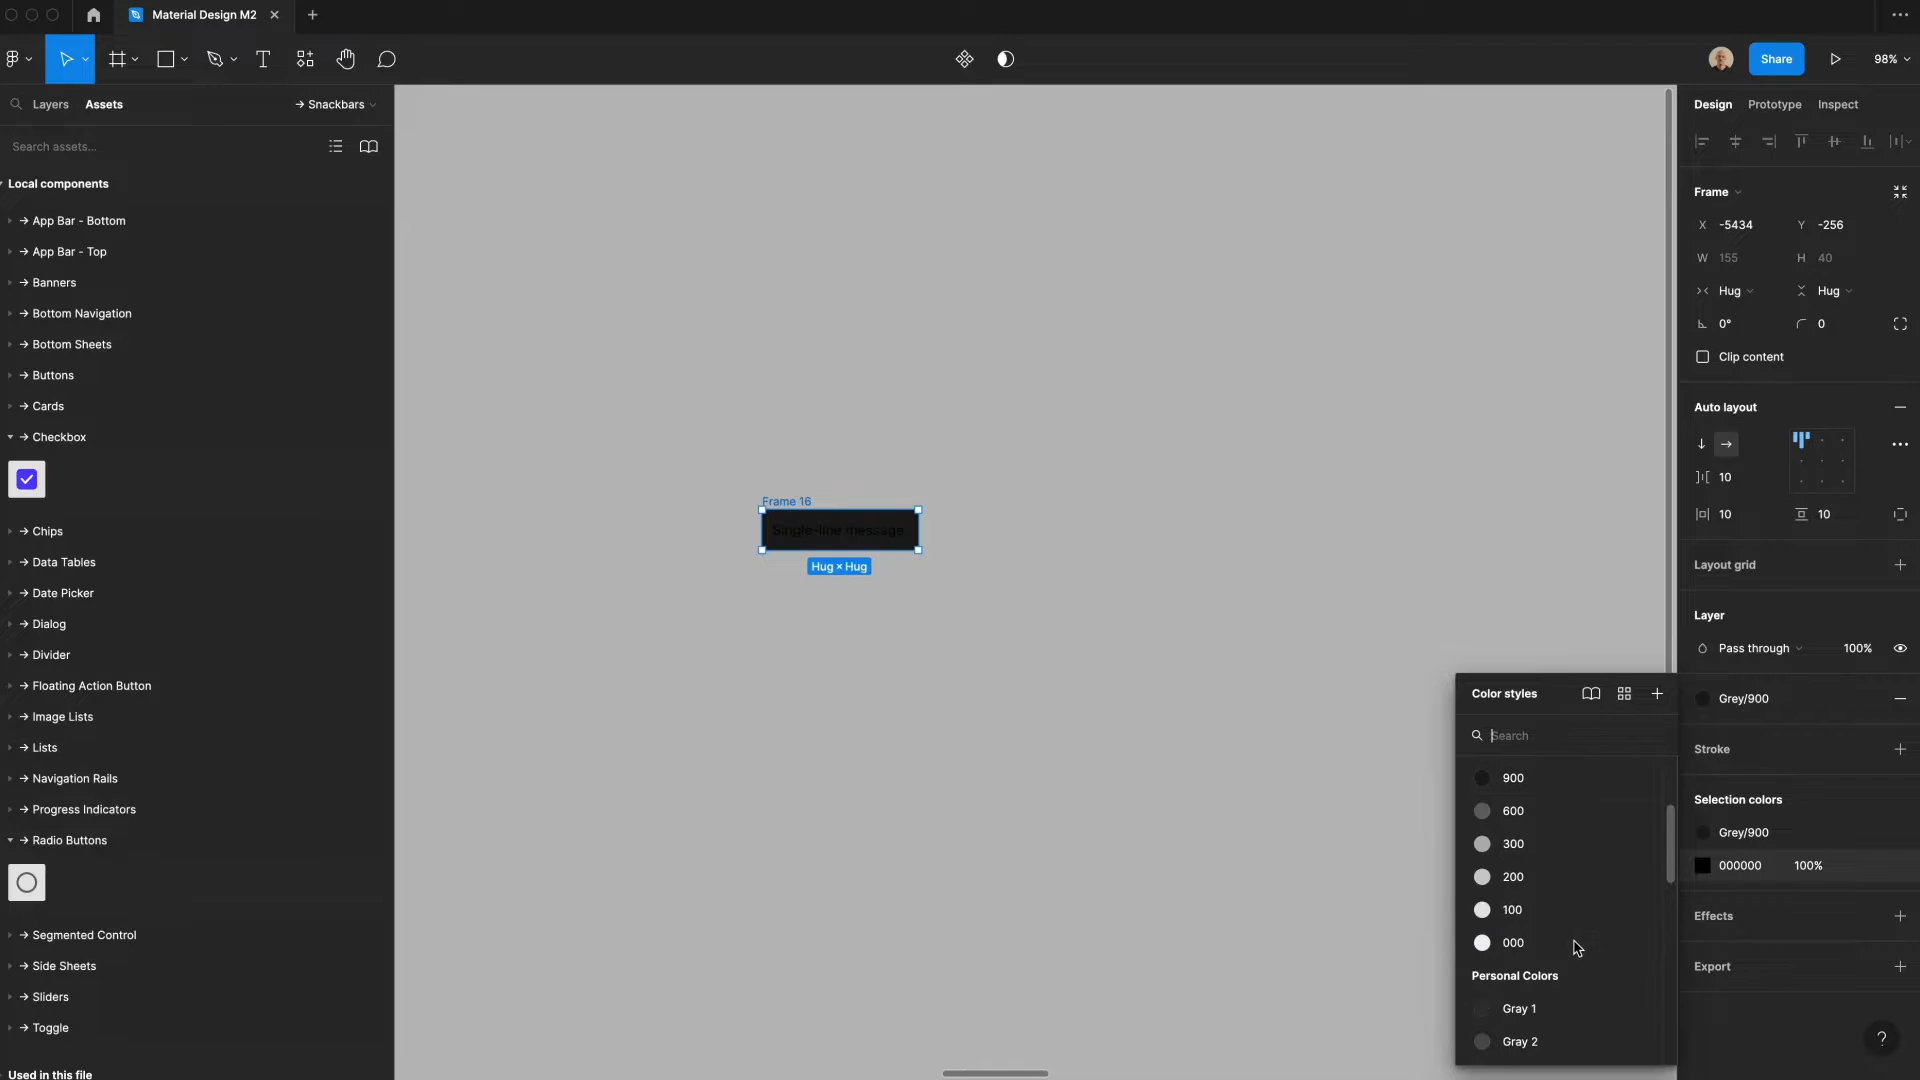 Material Design M2
Share
98%
Layers
Assets
Snackbars
Search assets...
Local components
App Bar - Bottom
App Bar - Top
Banners
Bottom Navigation
Bottom Sheets
Buttons
Cards
Checkbox
Chips
Data Tables
Date Picker
Dialog
Divider
Floating Action Button
Image Lists
Lists
Navigation Rails
Progress Indicators
Radio Buttons
Segmented Control
Side Sheets
Sliders
Toggle
Used in this file
Frame 16
Single-line message
Hug × Hug
Color styles
Search
900
600
300
200
100
000
Personal Colors
Gray 1
Gray 2
Design
Prototype
Inspect
Frame
X -5434 Y -256
W 155 H 40
Hug Hug
0° 0
Clip content
Auto layout
10
10 10
Layout grid
Layer
Pass through 100%
Grey/900
Stroke
Selection colors
Grey/900
000000 100%
Effects
Export
?